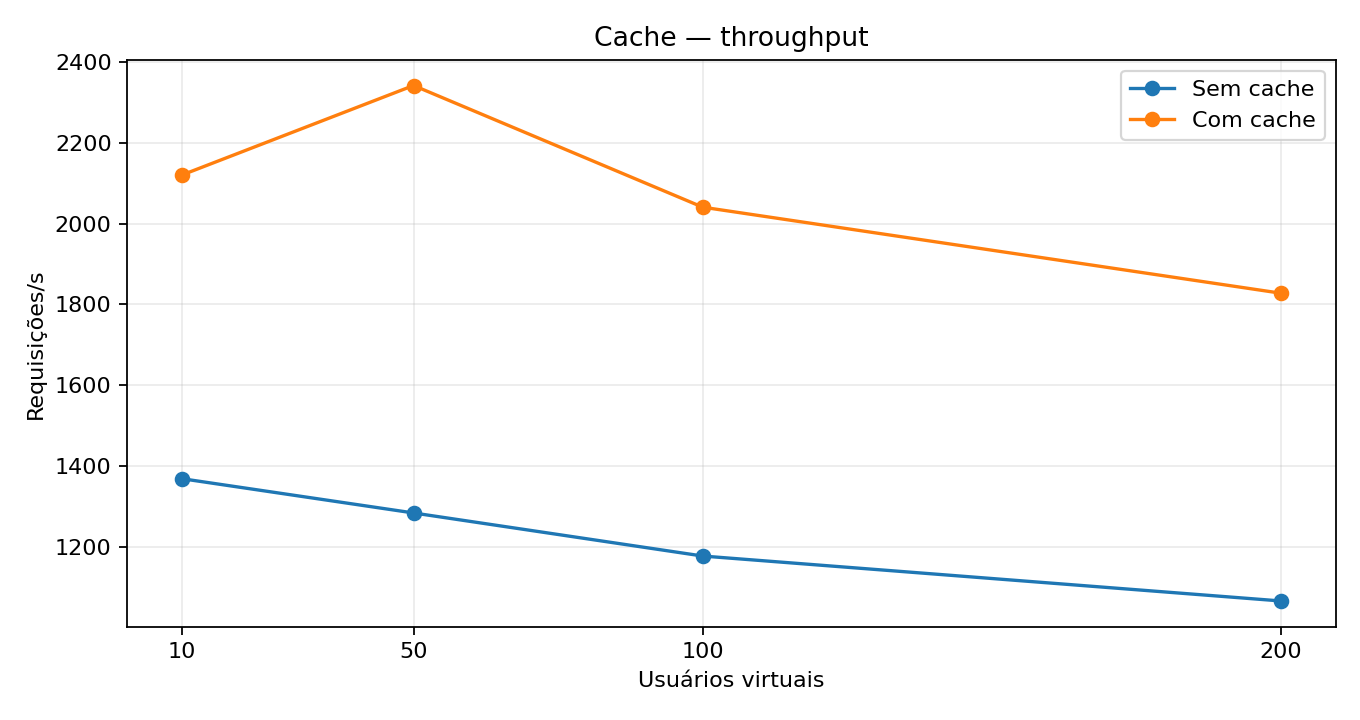 Cache — throughput
Sem cache
Com cache
Requisições/s
2400
2200
2000
1800
1600
1400
1200
10 50 100 200
Usuários virtuais